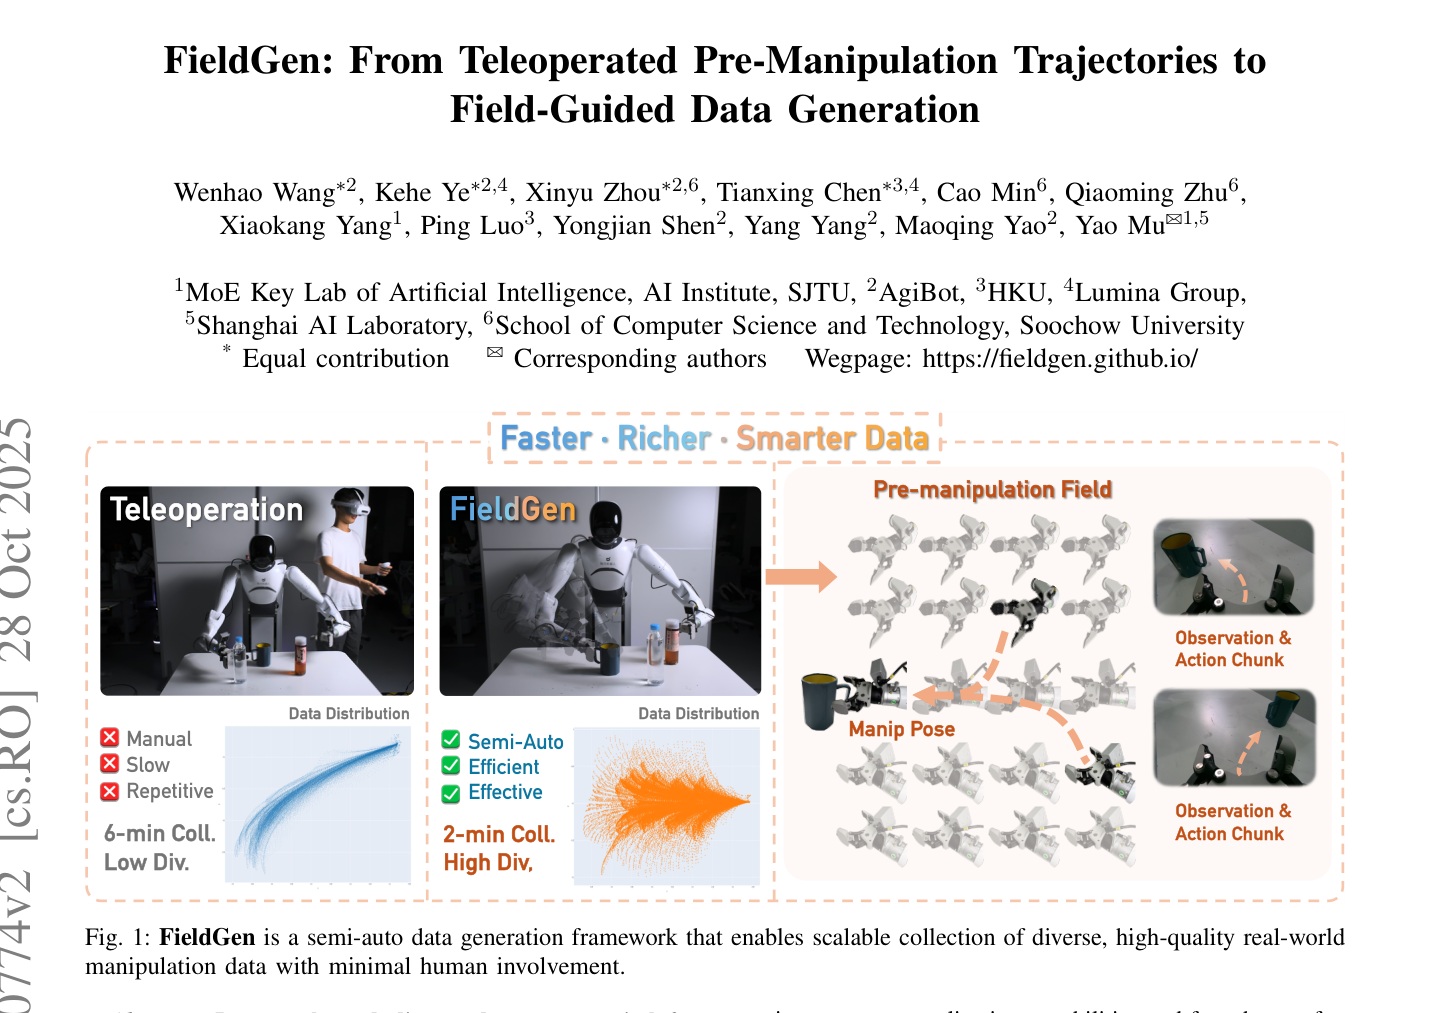 FieldGen: From Teleoperated Pre-Manipulation Trajectories to
Field-Guided Data Generation
Wenhao Wang*2, Kehe Ye*2,4, Xinyu Zhou*2,6, Tianxing Chen*3,4, Cao Min6, Qiaoming Zhu6,
Xiaokang Yang1, Ping Luo3, Yongjian Shen2, Yang Yang2, Maoqing Yao2, Yao Mu✉1,5
1MoE Key Lab of Artificial Intelligence, AI Institute, SJTU, 2AgiBot, 3HKU, 4Lumina Group,
5Shanghai AI Laboratory, 6School of Computer Science and Technology, Soochow University
* Equal contribution ✉ Corresponding authors Wegpage: https://fieldgen.github.io/
0774v2 [cs.RO] 28 Oct 2025
Faster · Richer · Smarter Data
Teleoperation
Data Distribution
Manual
Slow
Repetitive
6-min Coll.
Low Div.
FieldGen
Data Distribution
Semi-Auto
Efficient
Effective
2-min Coll.
High Div,
Pre-manipulation Field
Manip Pose
Observation &
Action Chunk
Observation &
Action Chunk
Fig. 1: FieldGen is a semi-auto data generation framework that enables scalable collection of diverse, high-quality real-world
manipulation data with minimal human involvement.